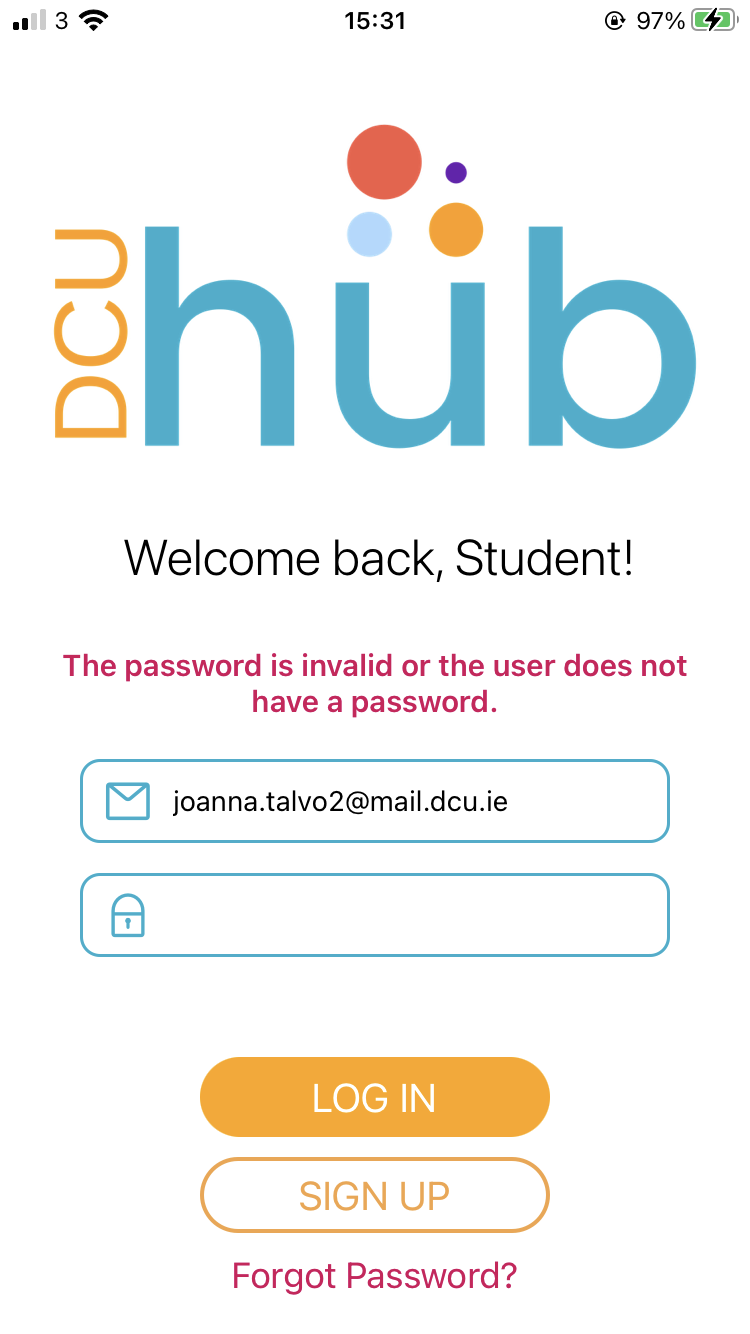 3 15:31 97%
DCU hub
Welcome back, Student!
The password is invalid or the user does not
have a password.
joanna.talvo2@mail.dcu.ie
LOG IN
SIGN UP
Forgot Password?